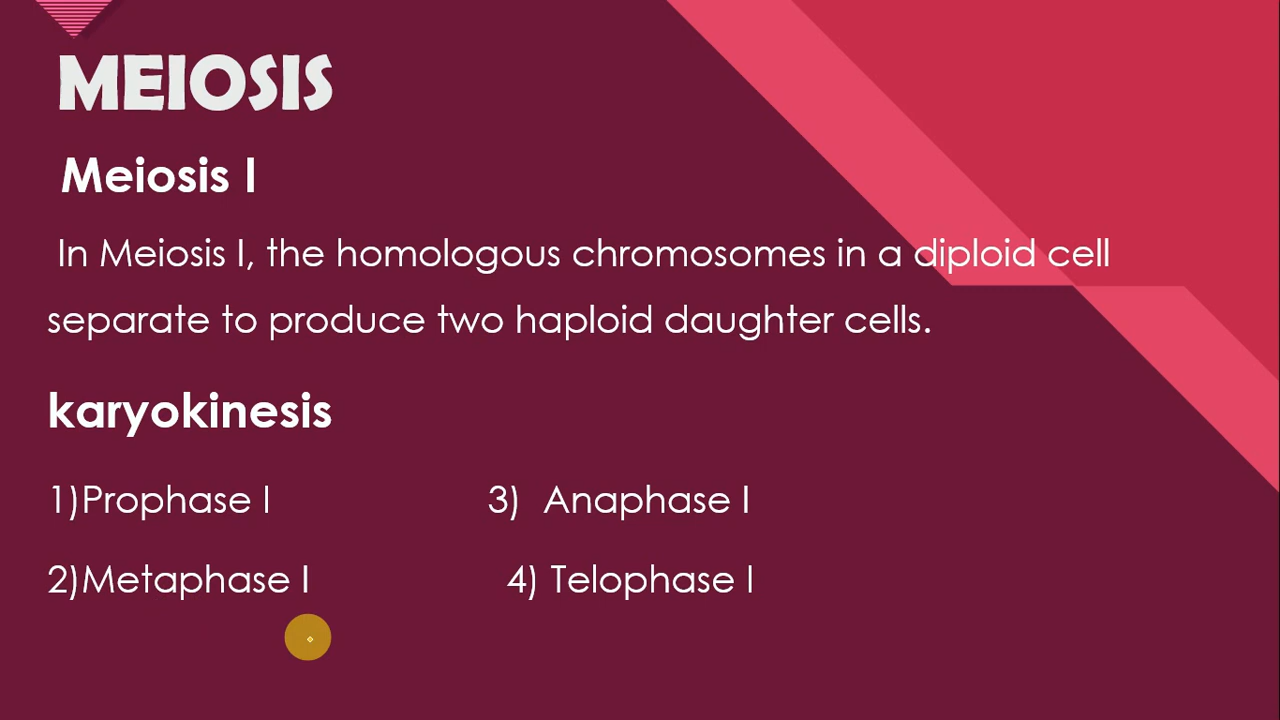 MEIOSIS
Meiosis I
In Meiosis I, the homologous chromosomes in a diploid cell
separate to produce two haploid daughter cells.
karyokinesis
1)Prophase I 3) Anaphase I
2)Metaphase I 4) Telophase I